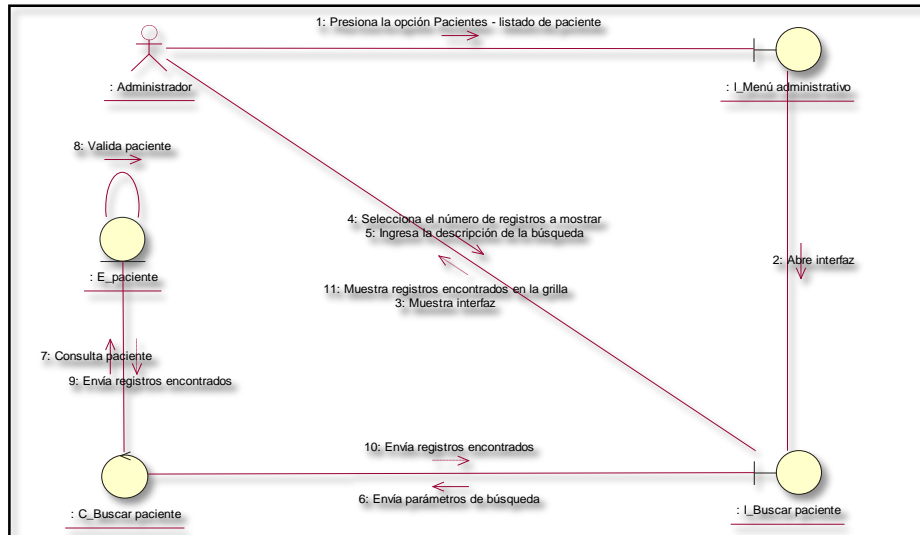 1: Presiona la opción Pacientes - listado de paciente
: Administrador
: I_Menú administrativo
8: Valida paciente
4: Selecciona el número de registros a mostrar
5: Ingresa la descripción de la búsqueda
2: Abre interfaz
: E_paciente
11: Muestra registros encontrados en la grilla
3: Muestra interfaz
7: Consulta paciente
9: Envía registros encontrados
10: Envía registros encontrados
6: Envía parámetros de búsqueda
: C_Buscar paciente
: I_Buscar paciente